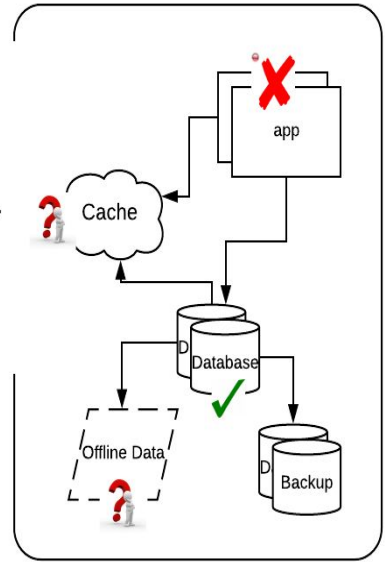 app
Cache
D
Database
Offline Data
D
Backup